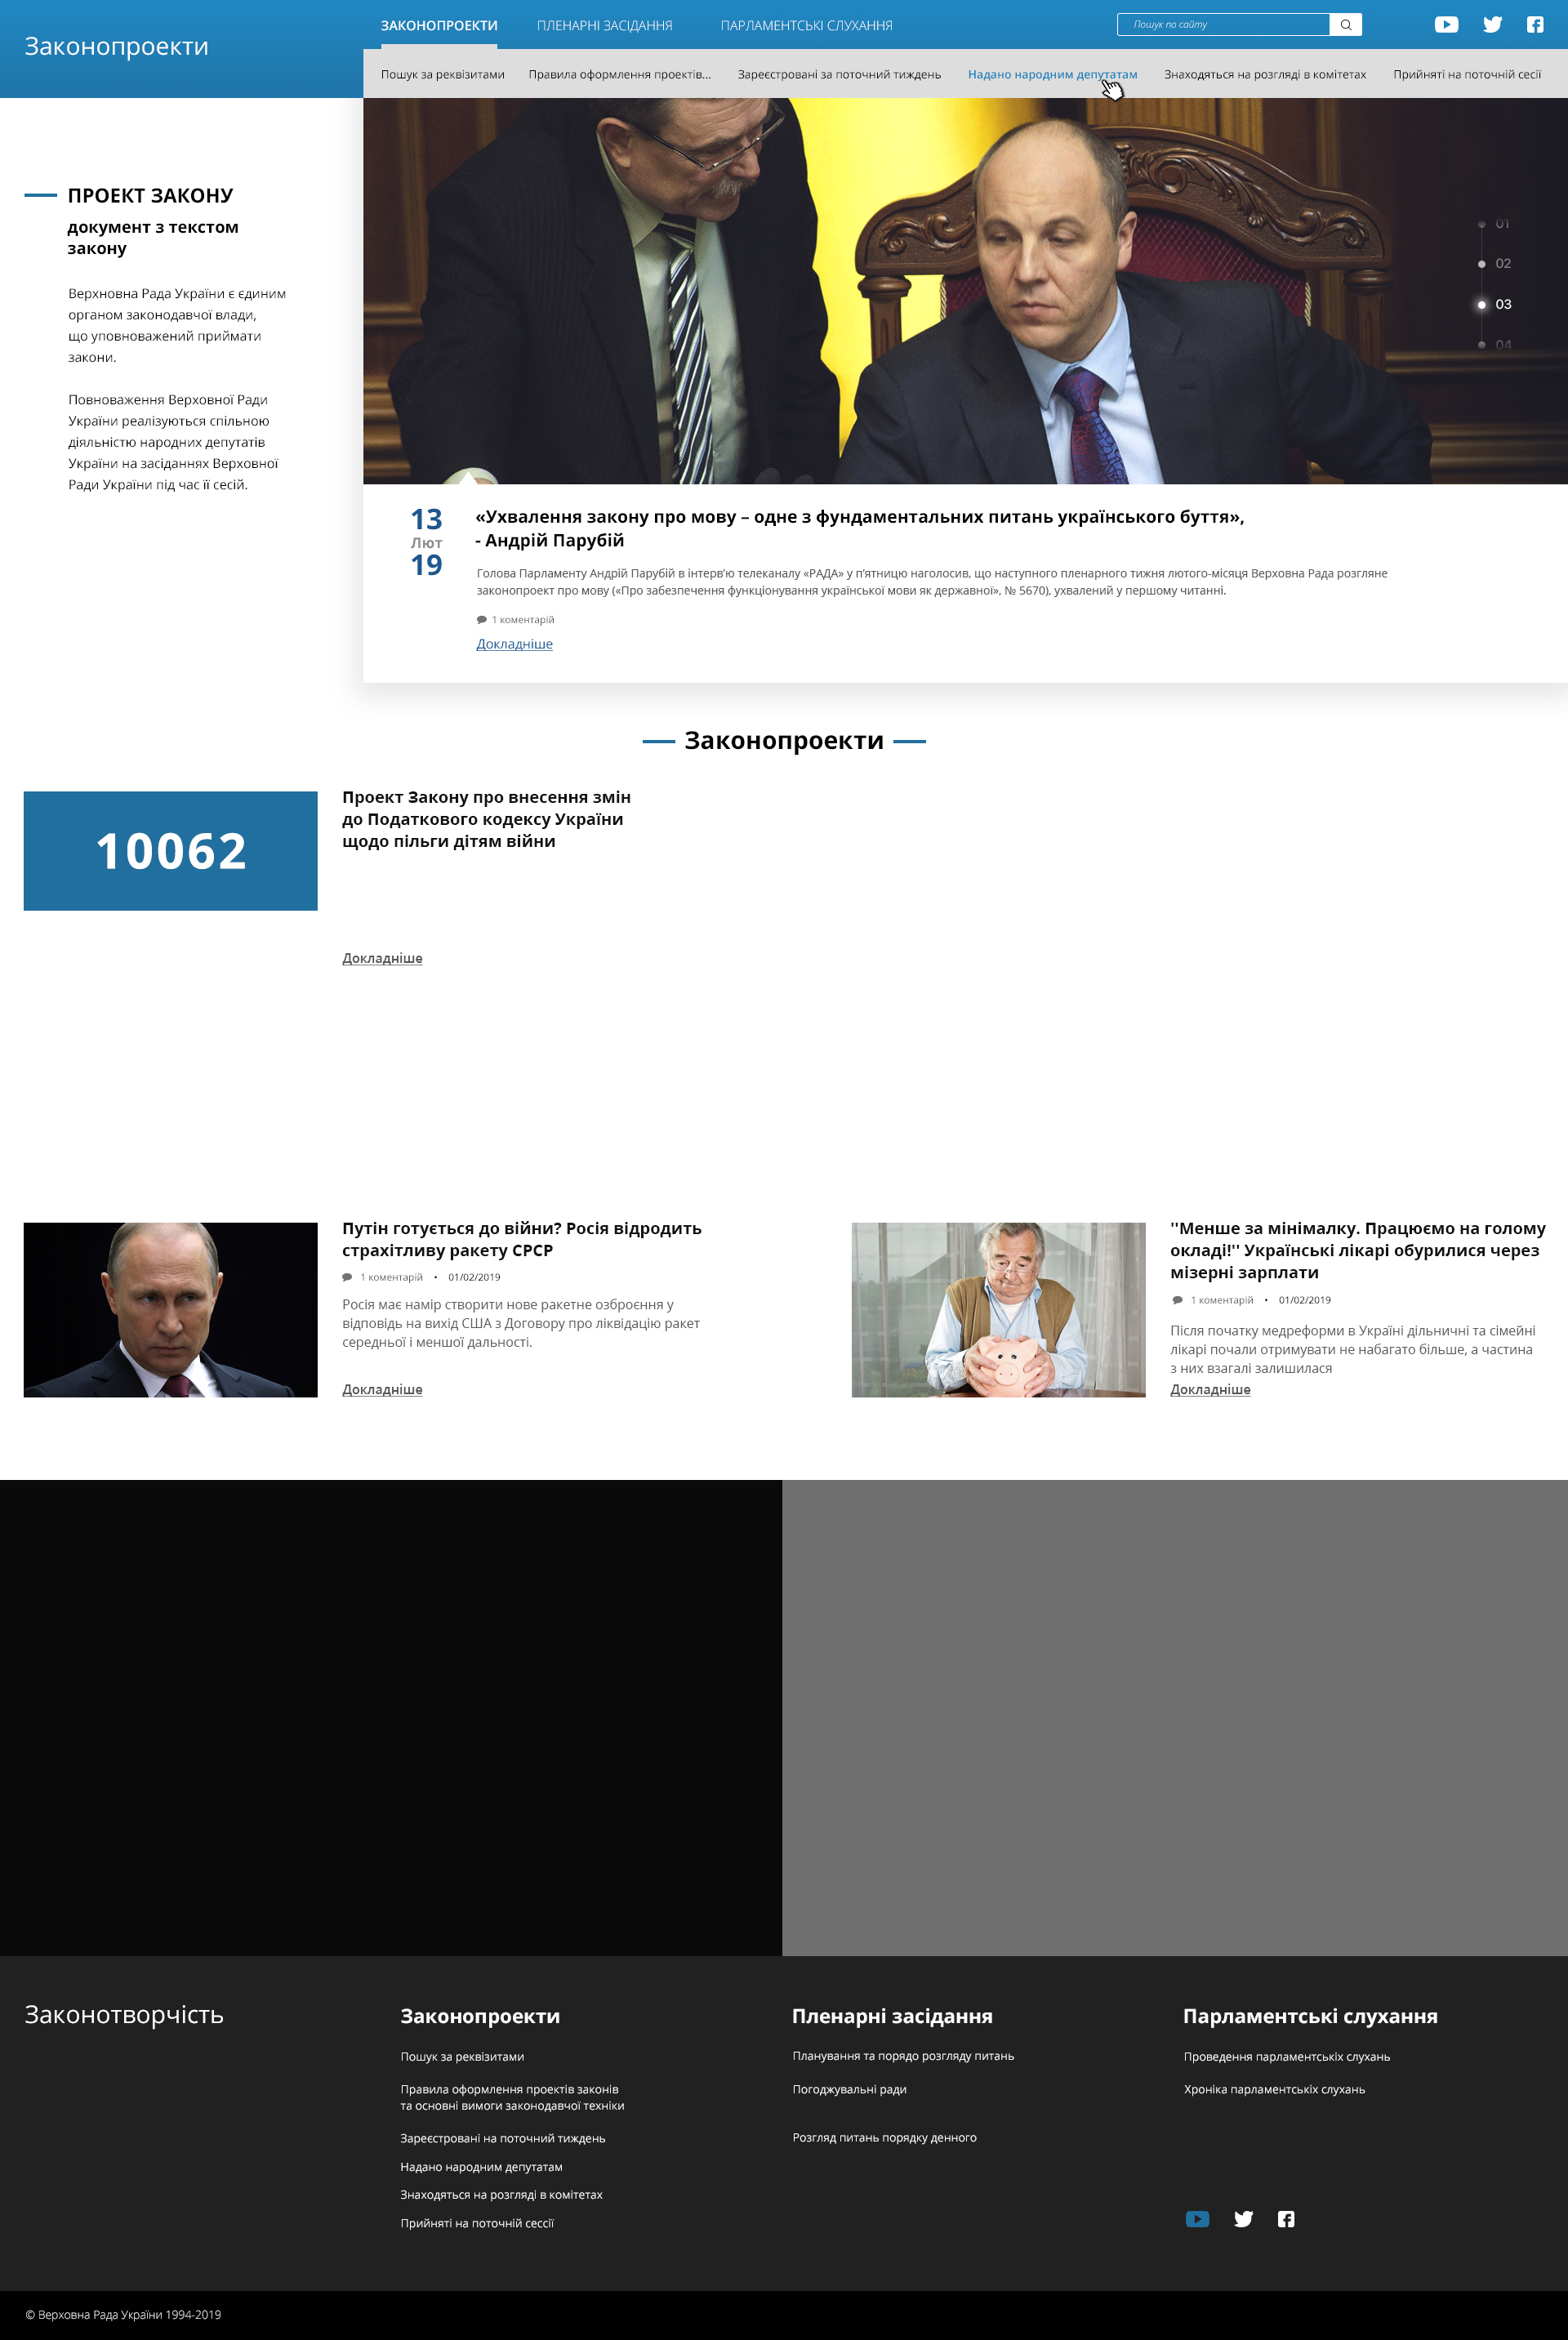 Законопроекти
ЗАКОНОПРОЕКТИ
ПЛЕНАРНІ ЗАСІДАННЯ
ПАРЛАМЕНТСЬКІ СЛУХАННЯ
Пошук по сайту
Пошук за реквізитами
Правила оформлення проектів...
Зареєстровані за поточний тиждень
Надано народним депутатам
Знаходяться на розгляді в комітетах
Прийняті на поточній сесії
ПРОЕКТ ЗАКОНУ
документ з текстом
закону
Верхновна Рада України є єдиним
органом законодавчої влади,
що уповноважений приймати
закони.
Повноваження Верховної Ради
України реалізуються спільною
діяльністю народних депутатів
України на засіданнях Верховної
Ради України під час її сесій.
01
02
03
04
13
Лют
19
«Ухвалення закону про мову – одне з фундаментальних питань українського буття»,
- Андрій Парубій
Голова Парламенту Андрій Парубій в інтерв’ю телеканалу «РАДА» у п’ятницю наголосив, що наступного пленарного тижня лютого-місяця Верховна Рада розгляне
законопроект про мову («Про забезпечення функціонування української мови як державної», № 5670), ухвалений у першому читанні.
1 коментарій
Докладніше
Законопроекти
10062
Проект Закону про внесення змін
до Податкового кодексу України
щодо пільги дітям війни
Докладніше
Путін готується до війни? Росія відродить
страхітливу ракету СРСР
1 коментарій • 01/02/2019
Росія має намір створити нове ракетне озброєння у
відповідь на вихід США з Договору про ліквідацію ракет
середньої і меншої дальності.
Докладніше
''Менше за мінімалку. Працюємо на голому
окладі!'' Українські лікарі обурилися через
мізерні зарплати
1 коментарій • 01/02/2019
Після початку медреформи в Україні дільничні та сімейні
лікарі почали отримувати не набагато більше, а частина
з них взагалі залишилася
Докладніше
Законотворчість
Законопроекти
Пошук за реквізитами
Правила оформлення проектів законів
та основні вимоги законодавчої техніки
Зареєстровані на поточний тиждень
Надано народним депутатам
Знаходяться на розгляді в комітетах
Прийняті на поточній сессії
Пленарні засідання
Планування та порядо розгляду питань
Погоджувальні ради
Розгляд питань порядку денного
Парламентські слухання
Проведення парламентськіх слухань
Хроніка парламентськіх слухань
© Верховна Рада України 1994-2019